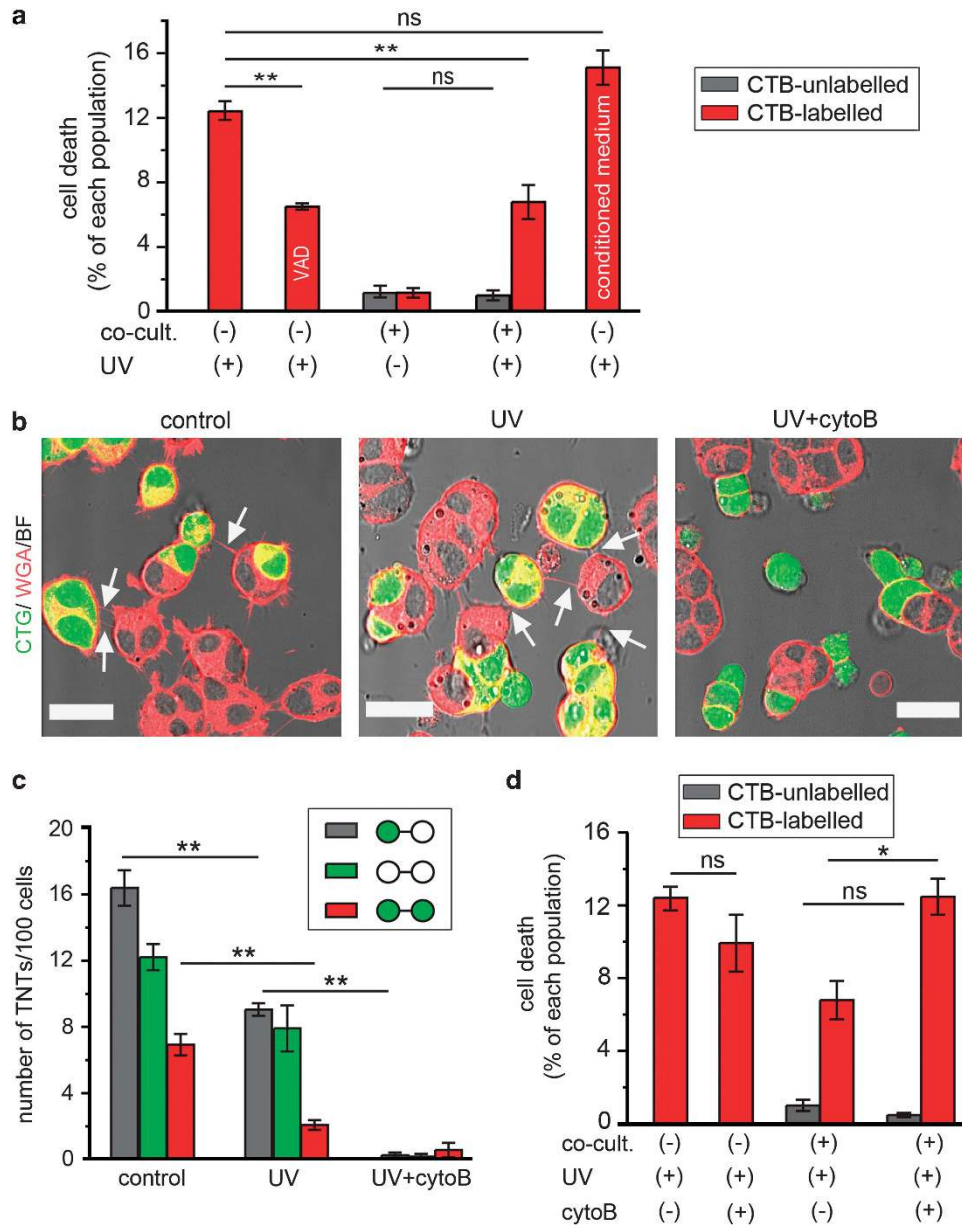 a
ns
**
**
ns
16
12
8
4
0
cell death
(% of each population)
VAD
conditioned medium
CTB-unlabelled
CTB-labelled
co-cult. (-) (-) (+) (+) (-)
UV (+) (+) (-) (+) (+)
b
control UV UV+cytoB
CTG/ WGA/BF
c
20
16
12
8
4
0
number of TNTs/100 cells
**
**
**
control UV UV+cytoB
d
CTB-unlabelled
CTB-labelled
16
12
8
4
0
cell death
(% of each population)
ns
*
ns
co-cult. (-) (-) (+) (+)
UV (+) (+) (+) (+)
cytoB (-) (+) (-) (+)